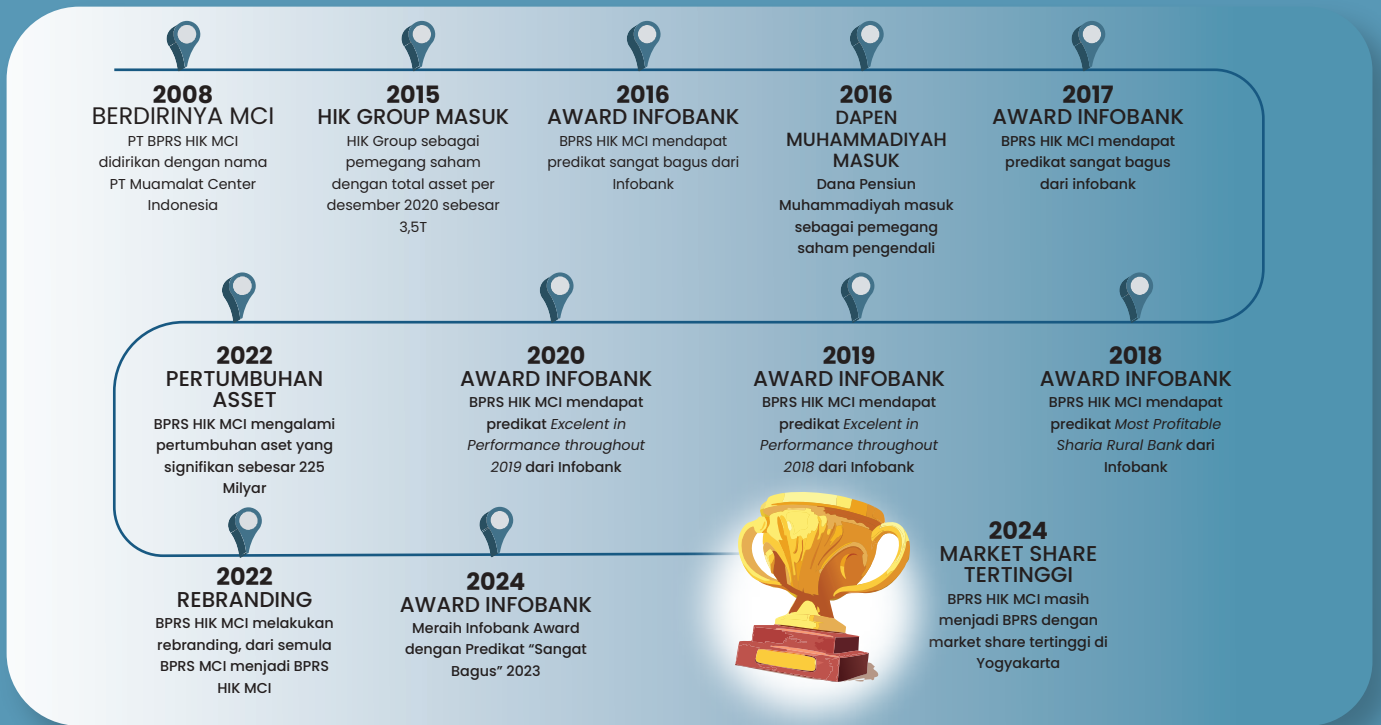 2008
BERDIRINYA MCI
PT BPRS HIK MCI
didirikan dengan nama
PT Muamalat Center
Indonesia
2015
HIK GROUP MASUK
HIK Group sebagai
pemegang saham
dengan total asset per
desember 2020 sebesar
3,5T
2016
AWARD INFOBANK
BPRS HIK MCI mendapat
predikat sangat bagus dari
Infobank
2016
DAPEN
MUHAMMADIYAH
MASUK
Dana Pensiun
Muhammadiyah masuk
sebagai pemegang
saham pengendali
2017
AWARD INFOBANK
BPRS HIK MCI mendapat
predikat sangat bagus
dari infobank
2018
AWARD INFOBANK
BPRS HIK MCI mendapat
predikat Most Profitable
Sharia Rural Bank dari
Infobank
2019
AWARD INFOBANK
BPRS HIK MCI mendapat
predikat Excelent in
Performance throughout
2018 dari Infobank
2020
AWARD INFOBANK
BPRS HIK MCI mendapat
predikat Excelent in
Performance throughout
2019 dari Infobank
2022
PERTUMBUHAN
ASSET
BPRS HIK MCI mengalami
pertumbuhan aset yang
signifikan sebesar 225
Milyar
2022
REBRANDING
BPRS HIK MCI melakukan
rebranding, dari semula
BPRS MCI menjadi BPRS
HIK MCI
2024
AWARD INFOBANK
Meraih Infobank Award
dengan Predikat “Sangat
Bagus” 2023
2024
MARKET SHARE
TERTINGGI
BPRS HIK MCI masih
menjadi BPRS dengan
market share tertinggi di
Yogyakarta